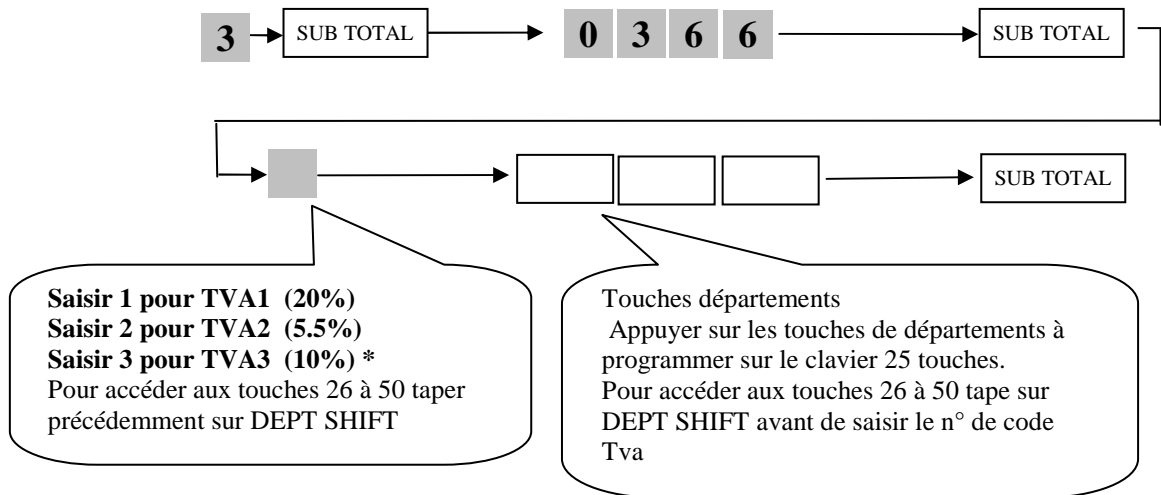 3 SUB TOTAL 0 3 6 6 SUB TOTAL
SUB TOTAL
Saisir 1 pour TVA1 (20%)
Saisir 2 pour TVA2 (5.5%)
Saisir 3 pour TVA3 (10%) *
Pour accéder aux touches 26 à 50 taper
précédemment sur DEPT SHIFT
Touches départements
Appuyer sur les touches de départements à
programmer sur le clavier 25 touches.
Pour accéder aux touches 26 à 50 tape sur
DEPT SHIFT avant de saisir le n° de code
Tva